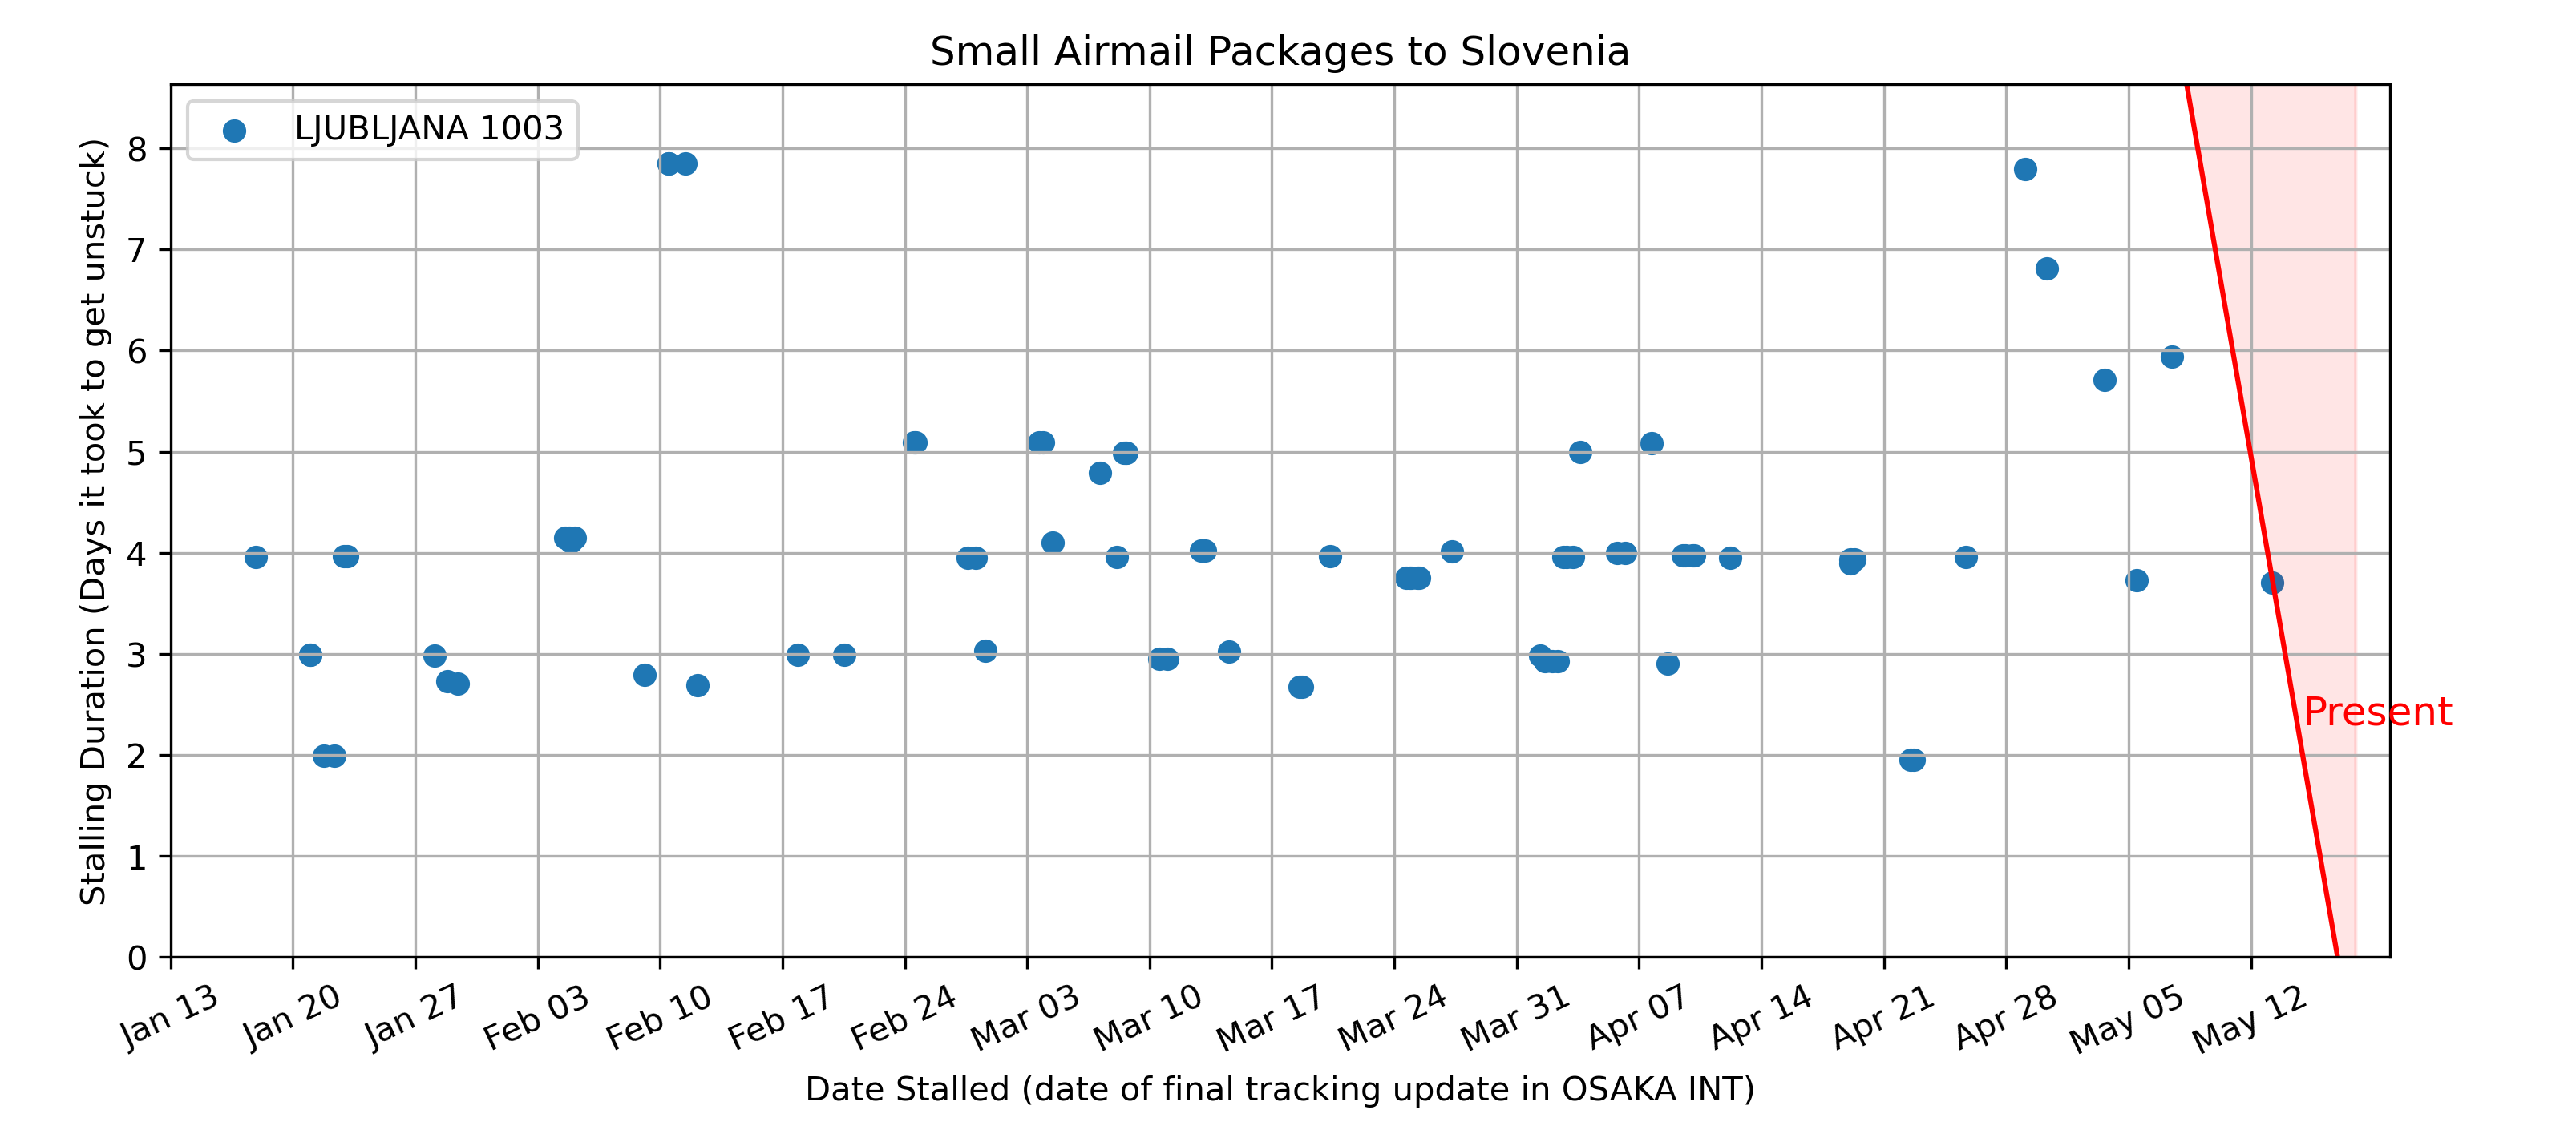 Small Airmail Packages to Slovenia
LJUBLJANA 1003
Stalling Duration (Days it took to get unstuck)
8
7
6
5
4
3
2
1
0
Present
Jan 13
Jan 20
Jan 27
Feb 03
Feb 10
Feb 17
Feb 24
Mar 03
Mar 10
Mar 17
Mar 24
Mar 31
Apr 07
Apr 14
Apr 21
Apr 28
May 05
May 12
Date Stalled (date of final tracking update in OSAKA INT)